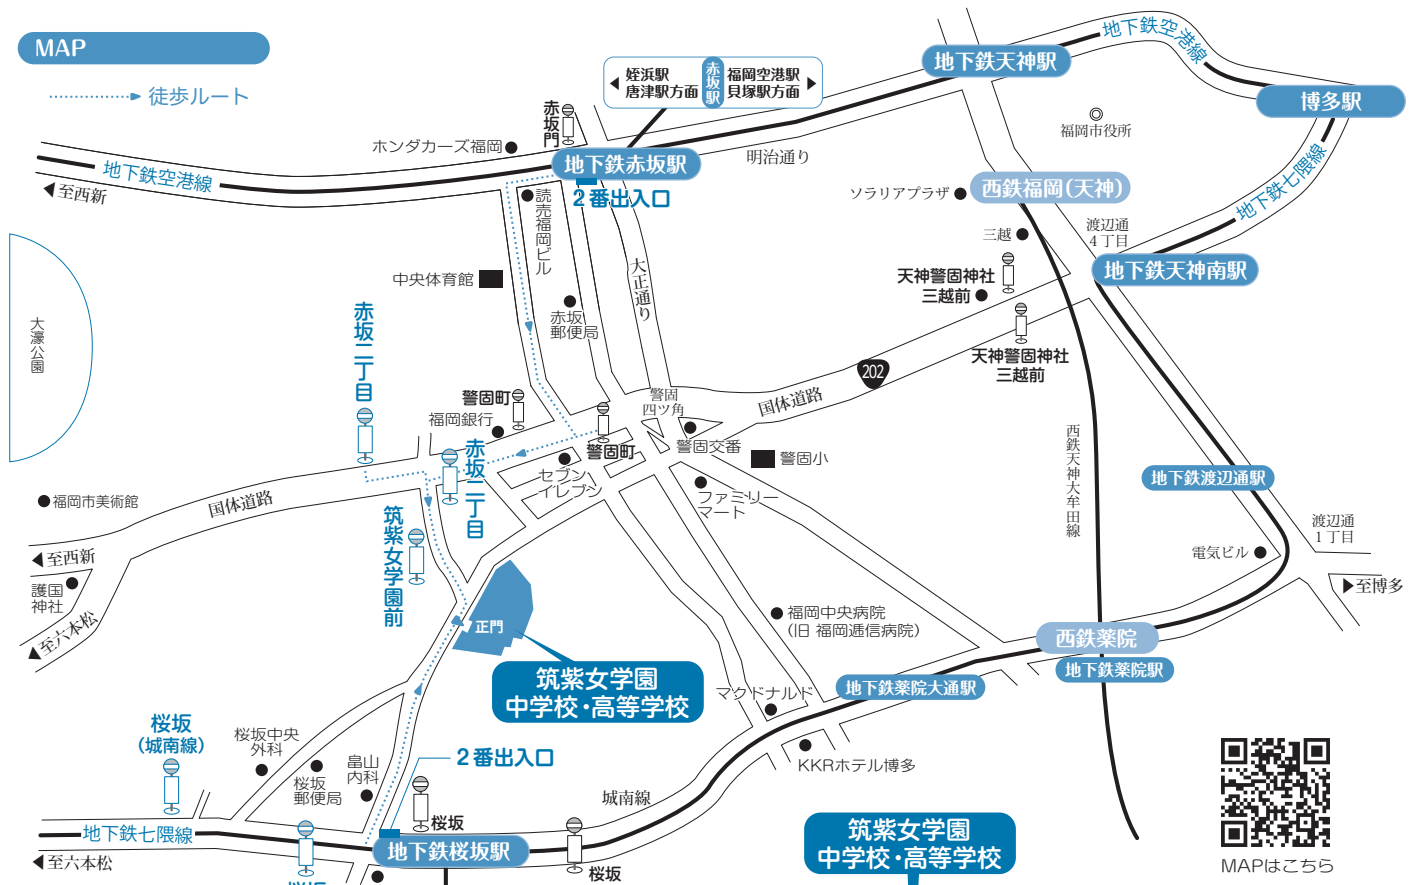 MAP
徒歩ルート
姪浜駅
唐津駅方面
赤坂駅
福岡空港駅
貝塚駅方面
地下鉄天神駅
地下鉄空港線
博多駅
福岡市役所
地下鉄七隈線
赤坂門
ホンダカーズ福岡
地下鉄赤坂駅
明治通り
地下鉄空港線
至西新
2番出入口
読売福岡ビル
ソラリアプラザ
西鉄福岡(天神)
三越
渡辺通
4丁目
地下鉄天神南駅
天神警固神社
三越前
中央体育館
大正通り
赤坂
郵便局
大濠公園
赤坂二丁目
天神警固神社
三越前
202
国体道路
警固町
福岡銀行
警固
四ツ角
警固町
警固交番
警固小
赤坂二丁目
セブン
イレブン
ファミリー
マート
西鉄天神大牟田線
地下鉄渡辺通駅
福岡市美術館
国体道路
渡辺通
1丁目
電気ビル
至西新
至博多
筑紫女学園前
護国
神社
至六本松
正門
福岡中央病院
(旧 福岡逓信病院)
西鉄薬院
地下鉄薬院駅
筑紫女学園
中学校・高等学校
マクドナルド
地下鉄薬院大通駅
桜坂
(城南線)
桜坂中央
外科
桜坂
郵便局
畠山
内科
2番出入口
KKRホテル博多
城南線
地下鉄七隈線
至六本松
桜坂
地下鉄桜坂駅
桜坂
桜坂
筑紫女学園
中学校・高等学校
MAPはこちら